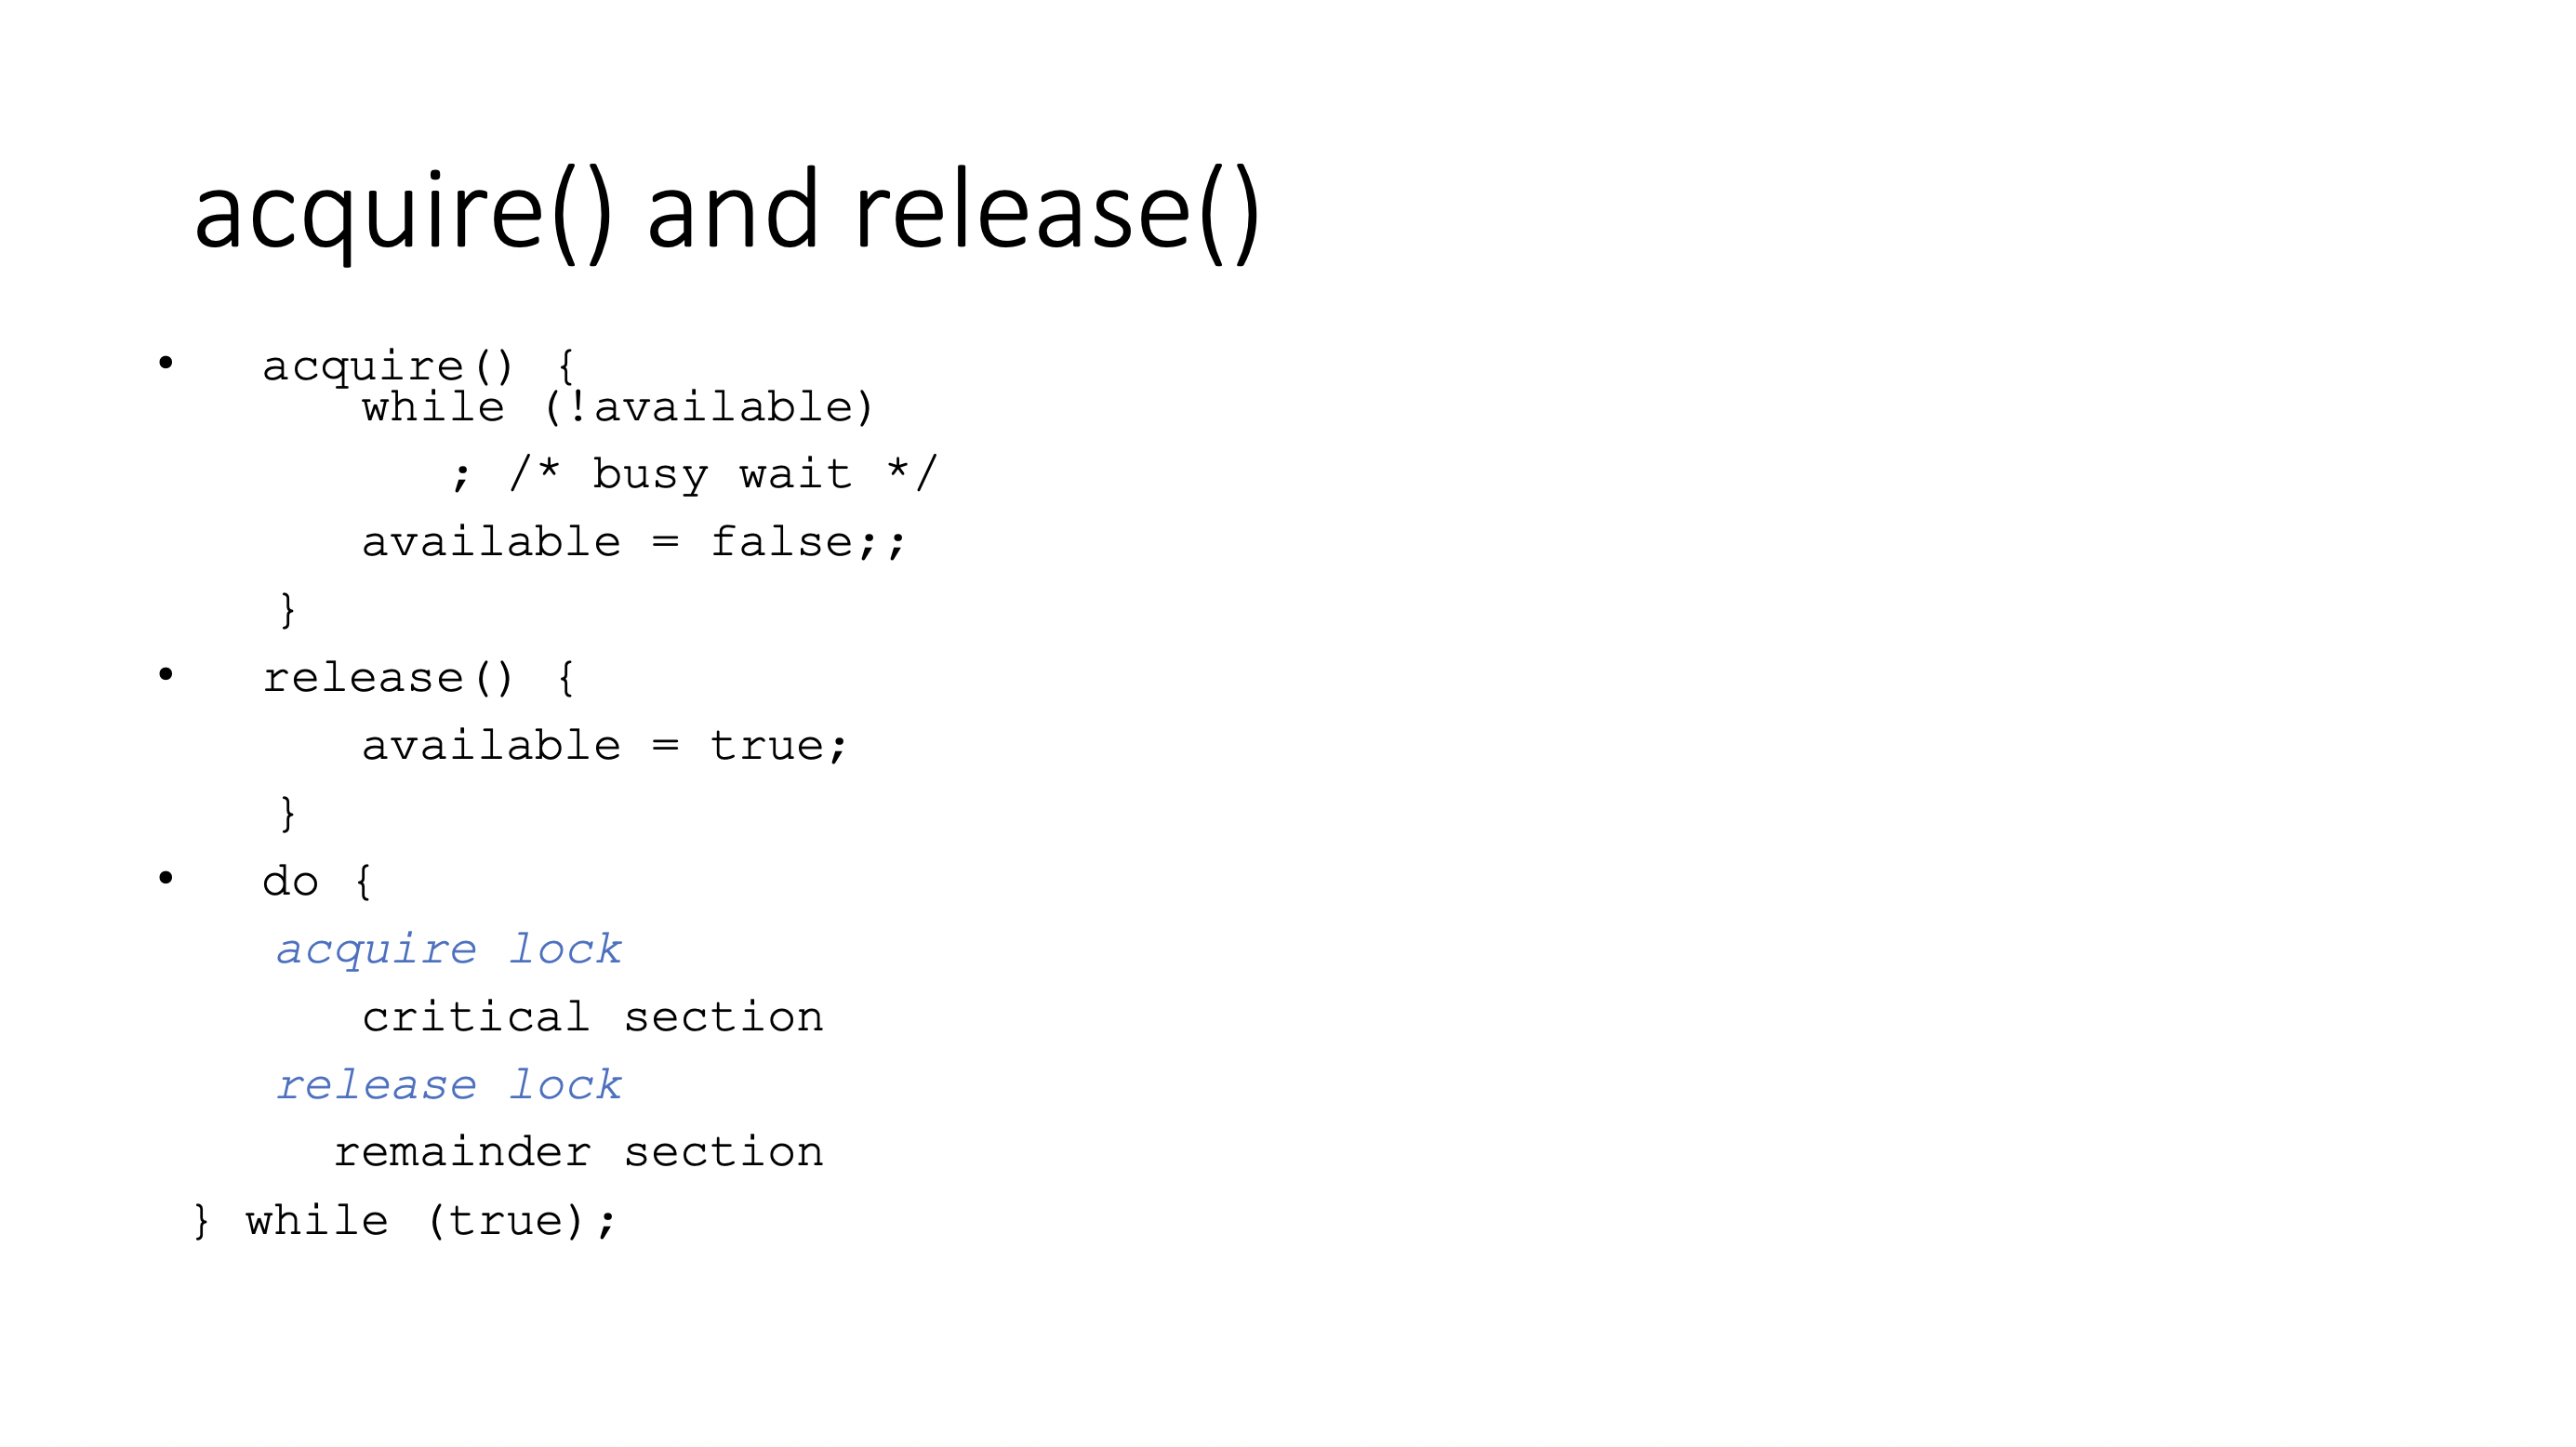 acquire() and release()
• acquire() {
while (!available)
; /* busy wait */
available = false;;
}
• release() {
available = true;
}
• do {
acquire lock
critical section
release lock
remainder section
} while (true);